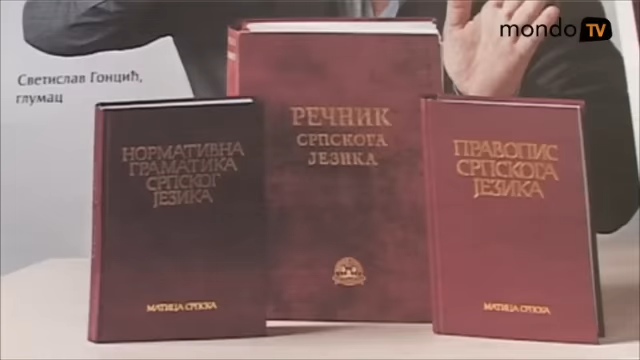 mondo TV
Светислав Гонцић,
глумац
НОРМАТИВНА
ГРАМАТИКА
СРПСКОГ
ЈЕЗИКА
МАТИЦА СРПСКА
РЕЧНИК
СРПСКОГА
ЈЕЗИКА
ПРАВОПИС
СРПСКОГА
ЈЕЗИКА
МАТИЦА СРПСКА